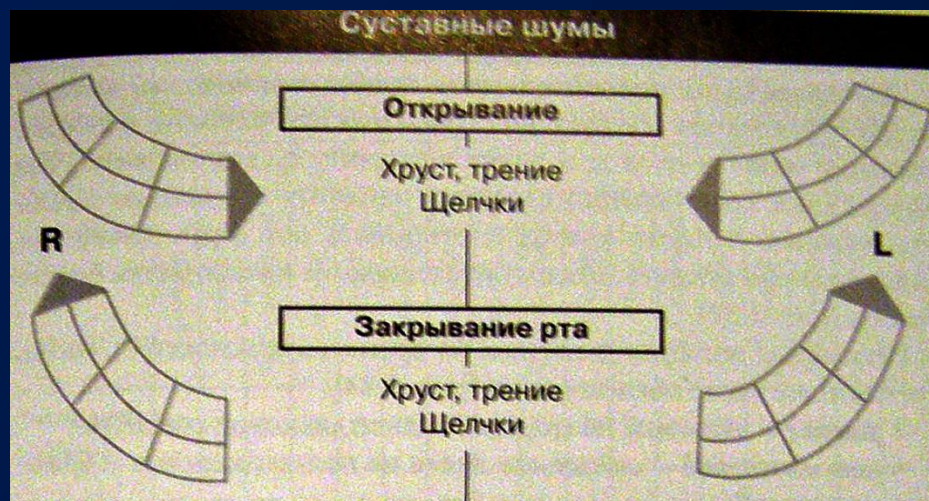 Суставные шумы
Открывание
Хруст, трение
Щелчки
R
L
Закрывание рта
Хруст, трение
Щелчки